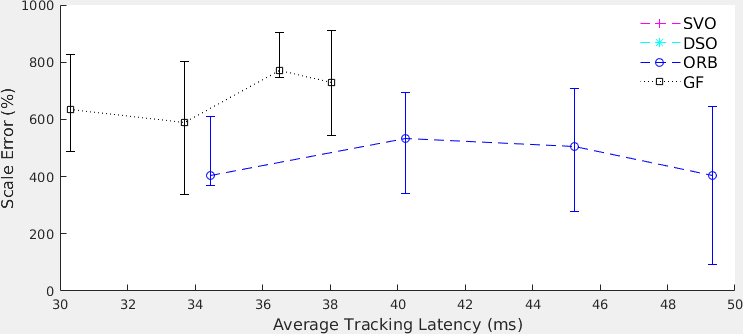 1000
800
600
400
200
0
Scale Error (%)
SVO
DSO
ORB
GF
30 32 34 36 38 40 42 44 46 48 50
Average Tracking Latency (ms)